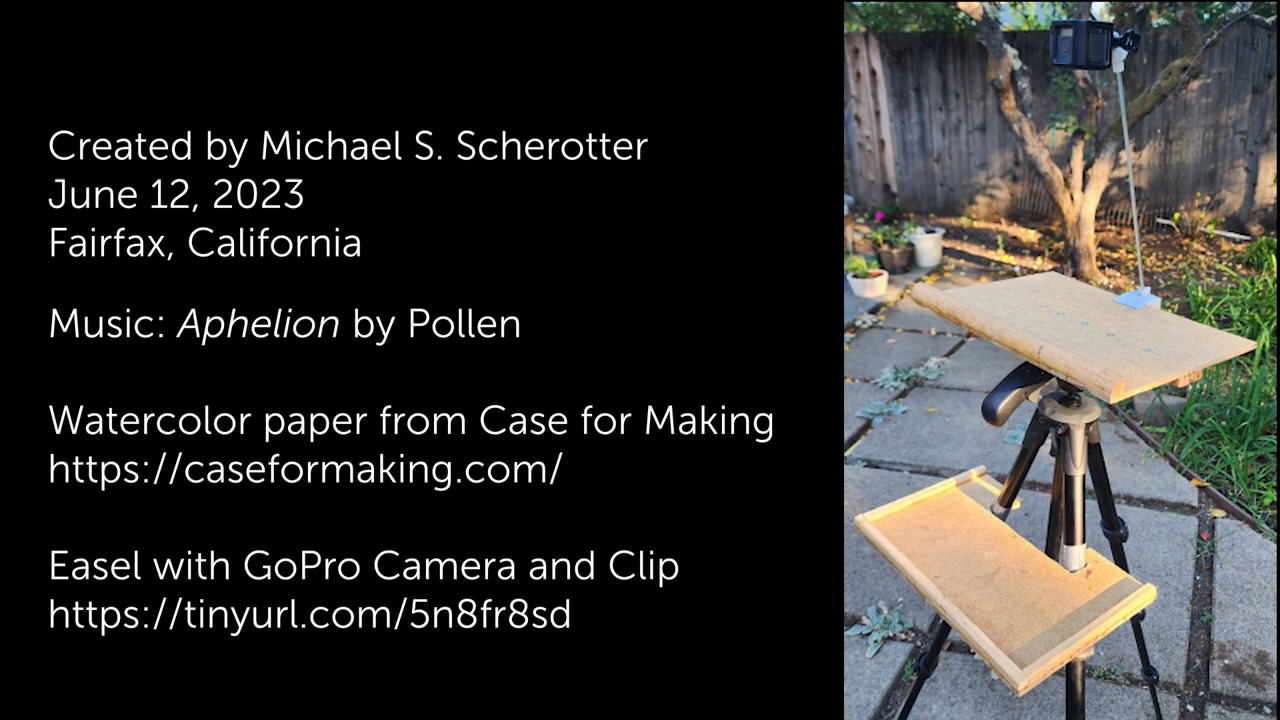 Created by Michael S. Scherotter
June 12, 2023
Fairfax, California
Music: Aphelion by Pollen
Watercolor paper from Case for Making
https://caseformaking.com/
Easel with GoPro Camera and Clip
https://tinyurl.com/5n8fr8sd